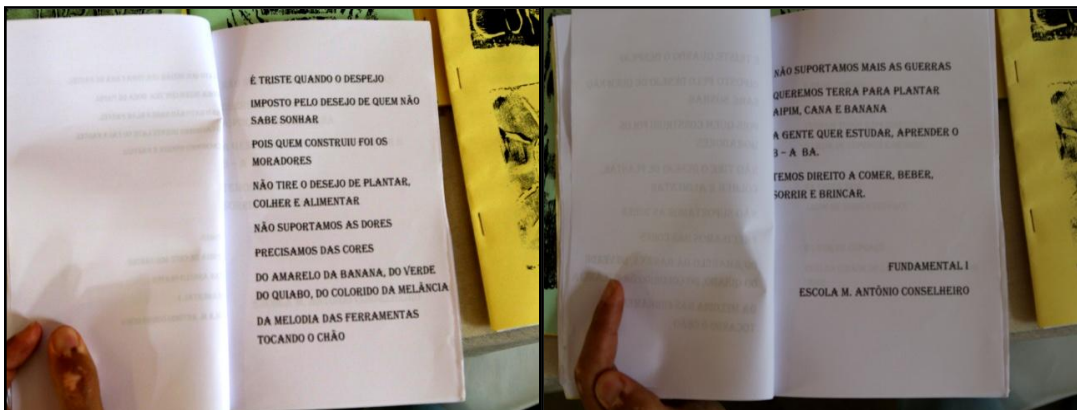 É TRISTE QUANDO O DESPEJO
IMPOSTO PELO DESEJO DE QUEM NÃO
SABE SONHAR
POIS QUEM CONSTRUIU FOI OS
MORADORES
NÃO TIRE O DESEJO DE PLANTAR,
COLHER E ALIMENTAR
NÃO SUPORTAMOS AS DORES
PRECISAMOS DAS CORES
DO AMARELO DA BANANA, DO VERDE
DO QUIABO, DO COLORIDO DA MELÂNCIA
DA MELODIA DAS FERRAMENTAS
TOCANDO O CHÃO
NÃO SUPORTAMOS MAIS AS GUERRAS
QUEREMOS TERRA PARA PLANTAR
AIPIM, CANA E BANANA
A GENTE QUER ESTUDAR, APRENDER O
B – A BA.
TEMOS DIREITO A COMER, BEBER,
SORRIR E BRINCAR.
FUNDAMENTAL I
ESCOLA M. ANTÔNIO CONSELHEIRO